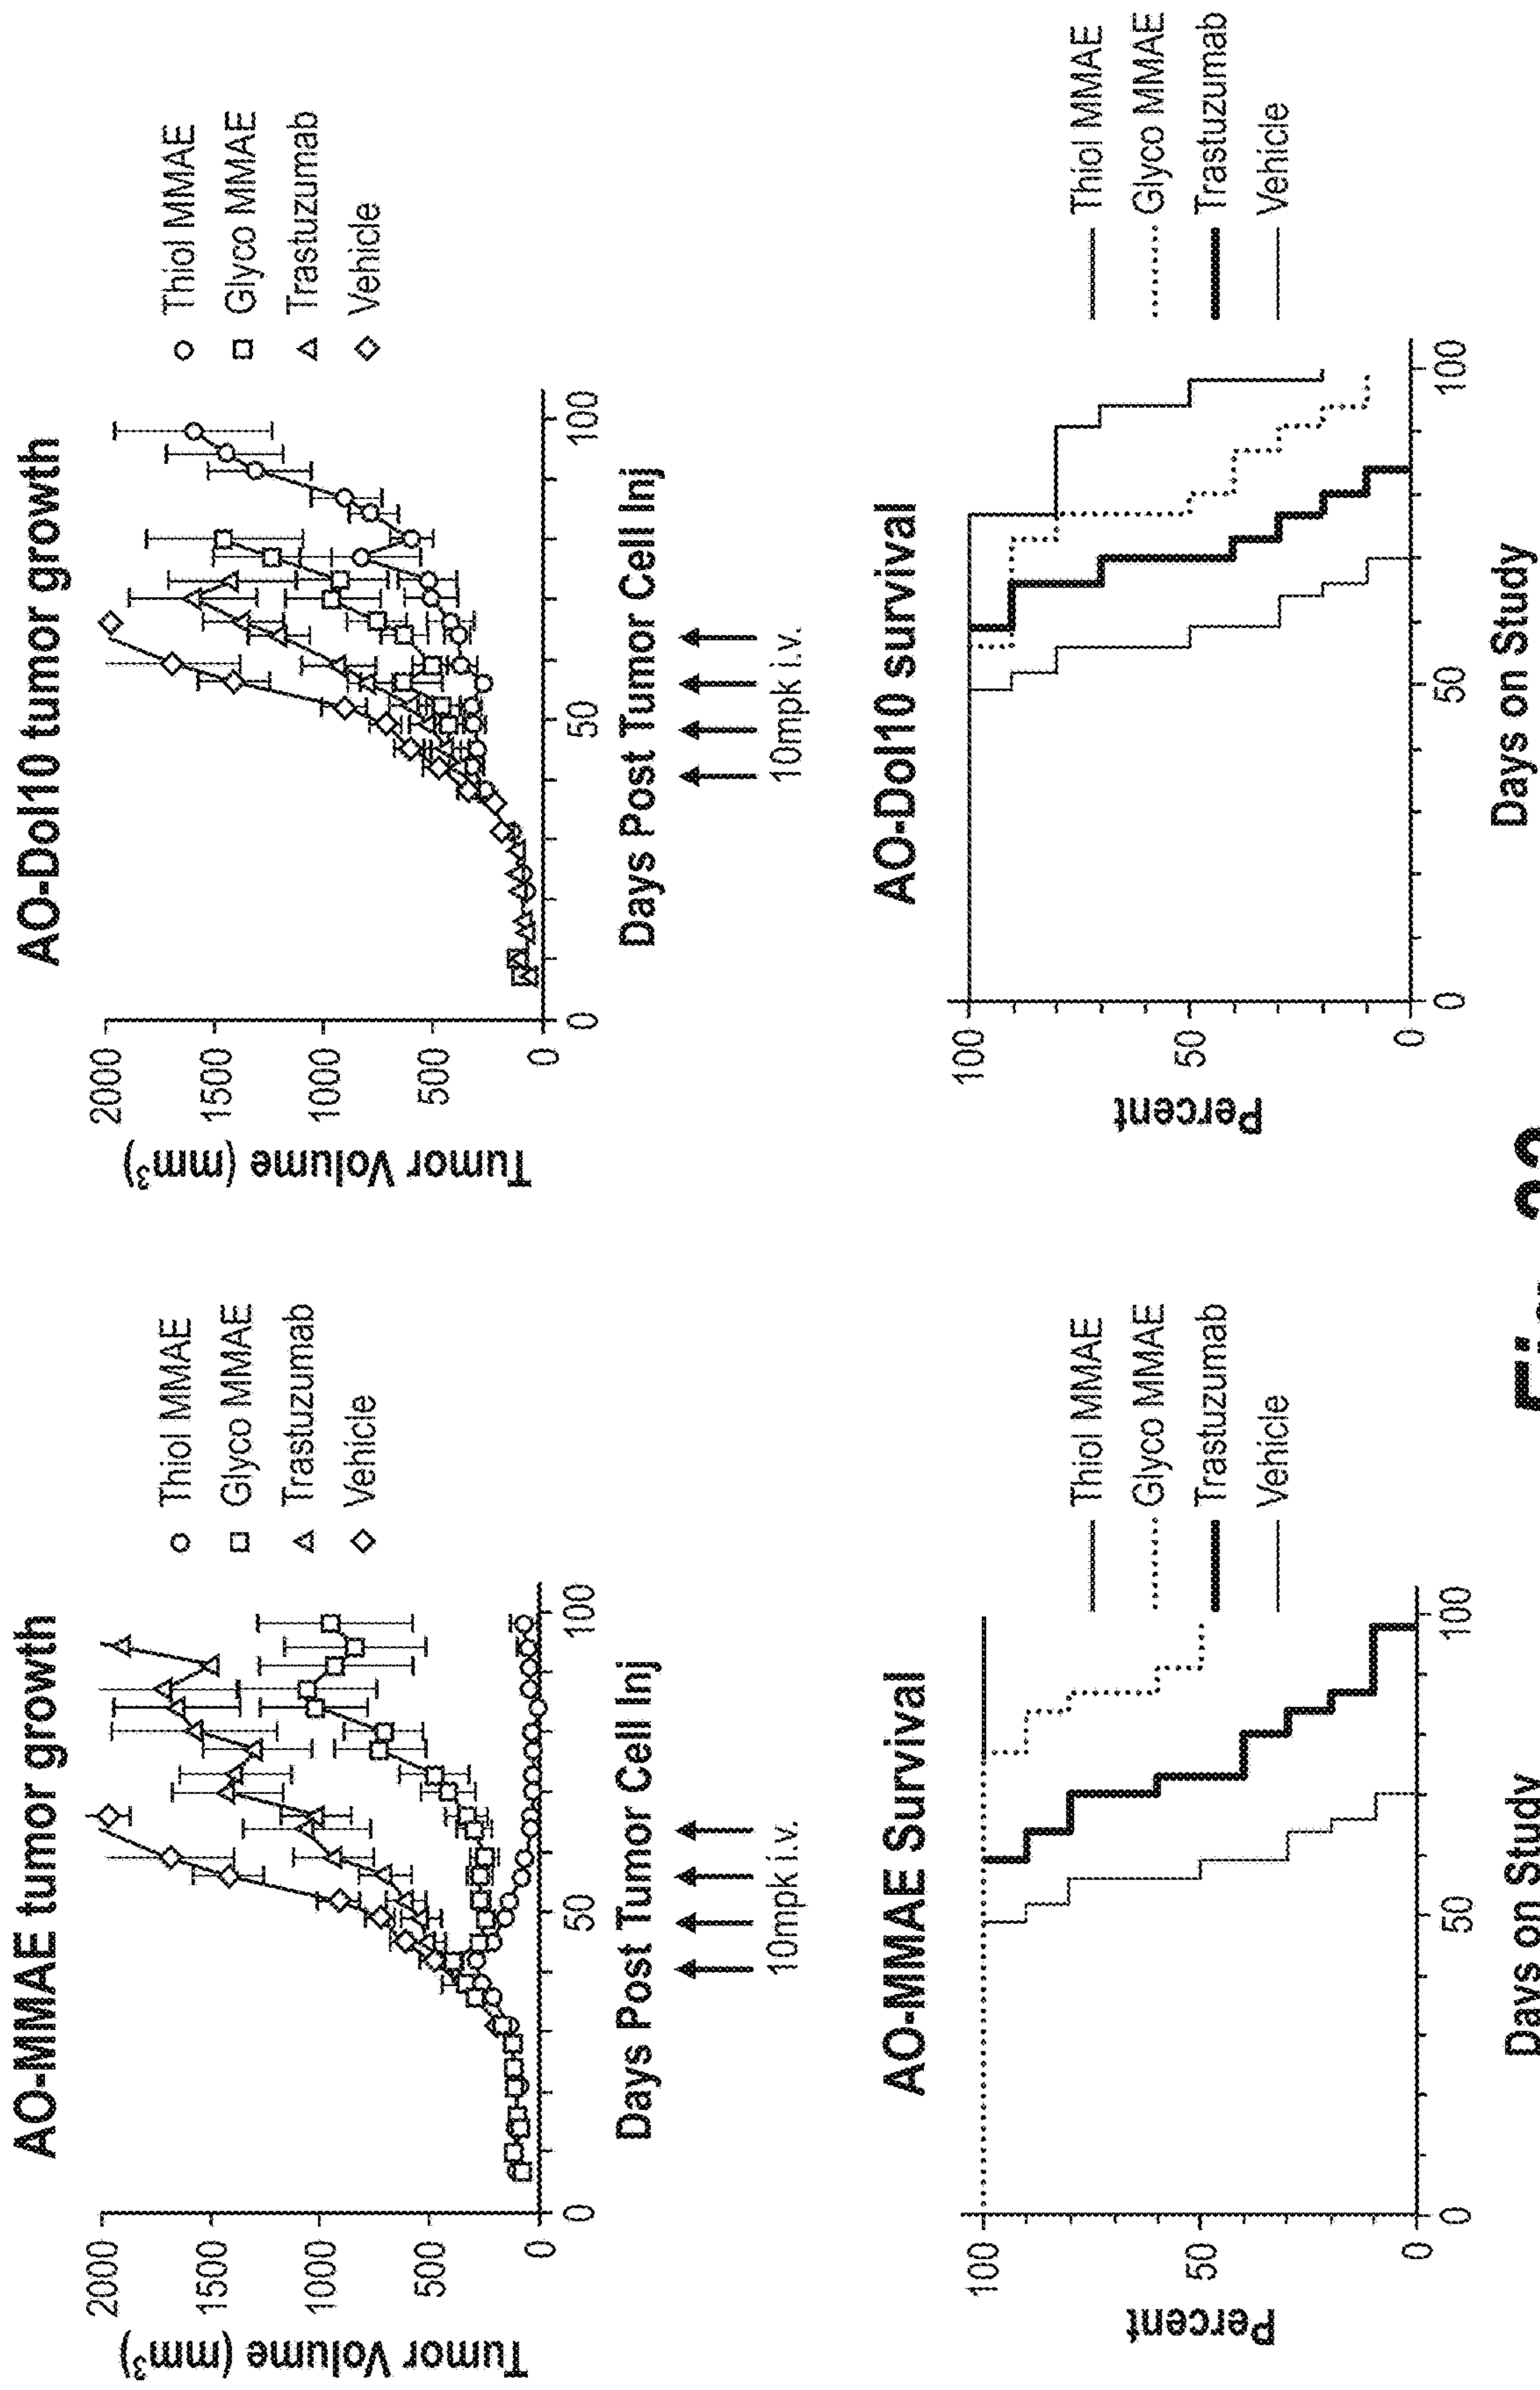 AO-MMAE tumor growth
Tumor Volume (mm³)
2000
1500
1000
500
0
0
50
100
Days Post Tumor Cell Inj
10mpk i.v.
Thiol MMAE
Glyco MMAE
Trastuzumab
Vehicle
AO-Dol10 tumor growth
Tumor Volume (mm³)
2000
1500
1000
500
0
0
50
100
Days Post Tumor Cell Inj
10mpk i.v.
Thiol MMAE
Glyco MMAE
Trastuzumab
Vehicle
AO-MMAE Survival
Percent
100
50
0
0
50
100
Days on Study
Thiol MMAE
Glyco MMAE
Trastuzumab
Vehicle
AO-Dol10 survival
Percent
100
50
0
0
50
100
Days on Study
Thiol MMAE
Glyco MMAE
Trastuzumab
Vehicle